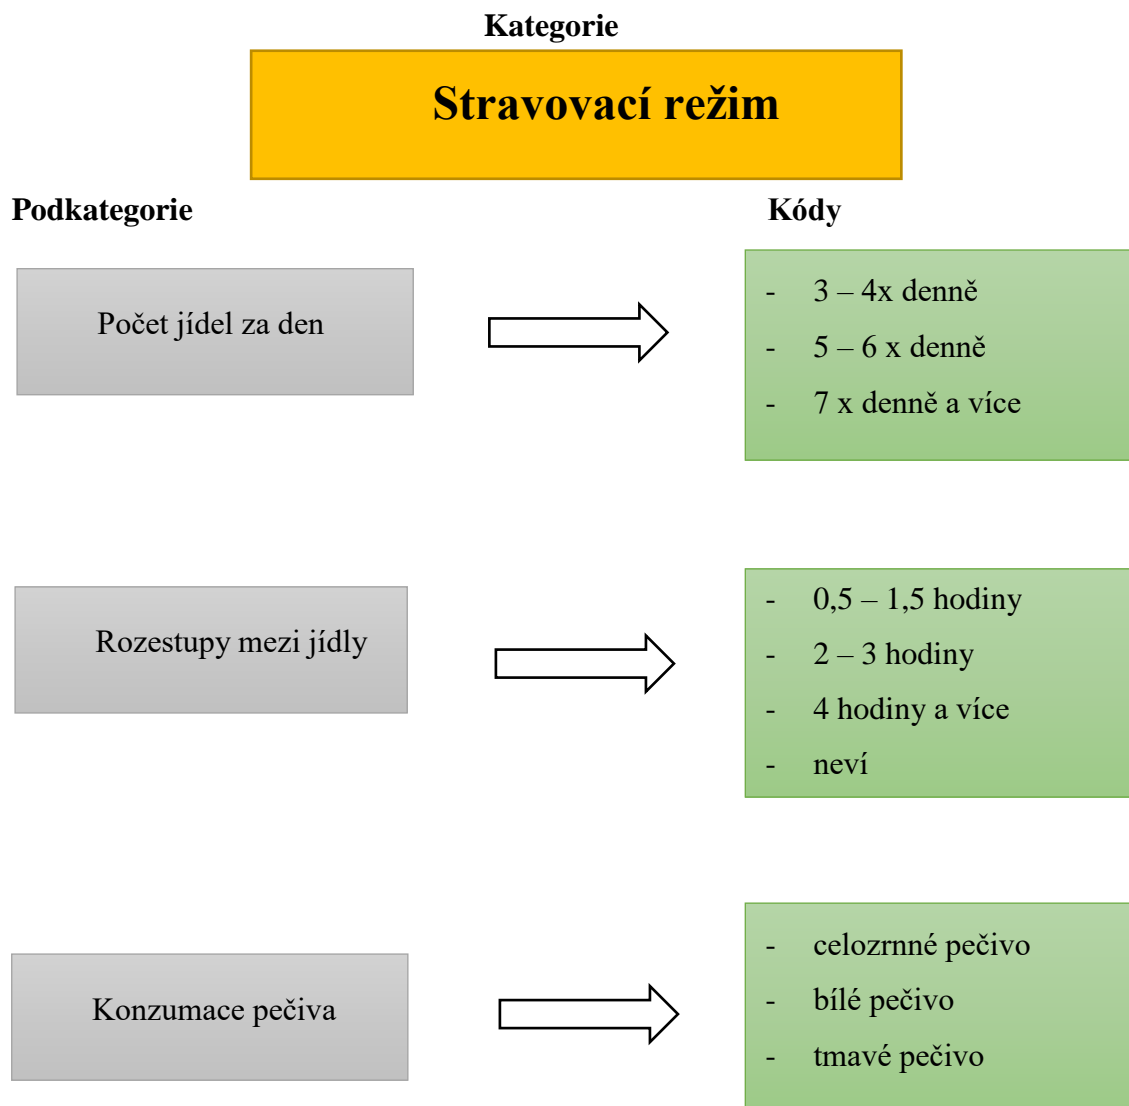 Kategorie
Stravovací režim
Podkategorie
Kódy
Počet jídel za den
- 3 – 4x denně
- 5 – 6 x denně
- 7 x denně a více
Rozestupy mezi jídly
- 0,5 – 1,5 hodiny
- 2 – 3 hodiny
- 4 hodiny a více
- neví
Konzumace pečiva
- celozrnné pečivo
- bílé pečivo
- tmavé pečivo